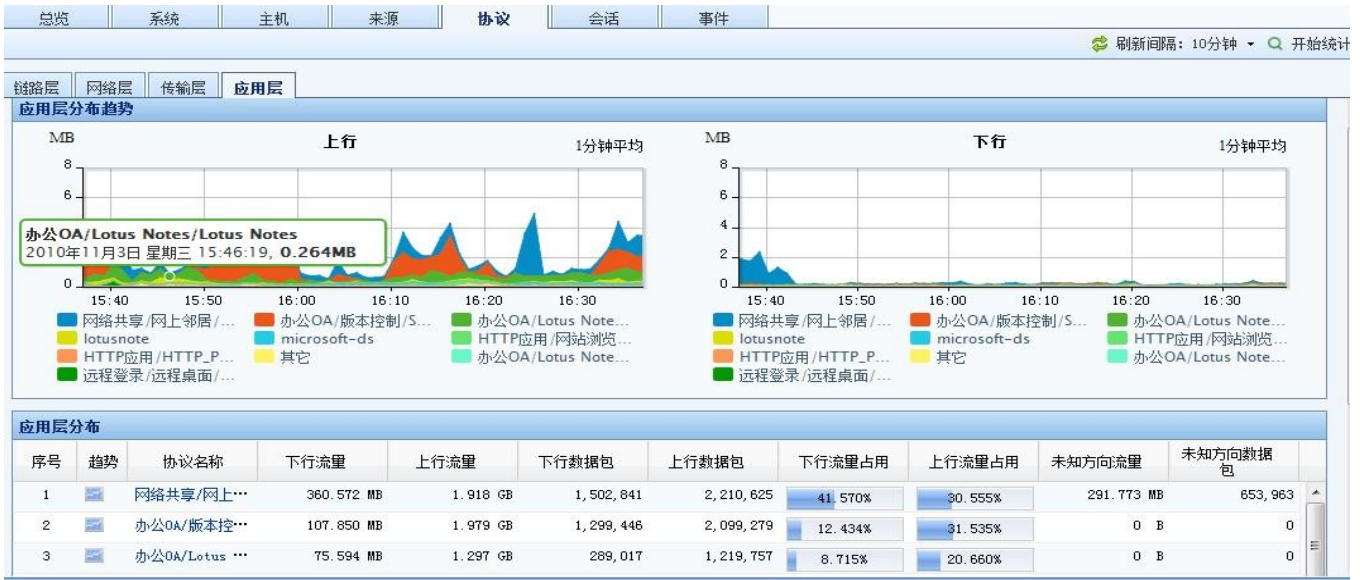 总览 系统 主机 来源 协议 会话 事件
刷新间隔: 10分钟 开始统计
链路层 网络层 传输层 应用层
应用层分布趋势
MB 上行 1分钟平均
8
6
办公OA/Lotus Notes/Lotus Notes
2010年11月3日 星期三 15:46:19, 0.264MB
0
15:40 15:50 16:00 16:10 16:20 16:30
网络共享/网上邻居/... 办公OA/版本控制/S... 办公OA/Lotus Note...
lotusnote microsoft-ds HTTP应用/网站浏览...
HTTP应用/HTTP_P... 其它 办公OA/Lotus Note...
远程登录/远程桌面/...
MB 下行 1分钟平均
8
6
4
2
0
15:40 15:50 16:00 16:10 16:20 16:30
网络共享/网上邻居/... 办公OA/版本控制/S... 办公OA/Lotus Note...
lotusnote microsoft-ds HTTP应用/网站浏览...
HTTP应用/HTTP_P... 其它 办公OA/Lotus Note...
远程登录/远程桌面/...
应用层分布
序号 趋势 协议名称 下行流量 上行流量 下行数据包 上行数据包 下行流量占用 上行流量占用 未知方向流量 未知方向数据包
1 网络共享/网上… 360.572 MB 1.918 GB 1,502,841 2,210,625 41.570% 30.555% 291.773 MB 653,963
2 办公OA/版本控… 107.850 MB 1.979 GB 1,299,446 2,099,279 12.434% 31.535% 0 B 0
3 办公OA/Lotus … 75.594 MB 1.297 GB 289,017 1,219,757 8.715% 20.660% 0 B 0